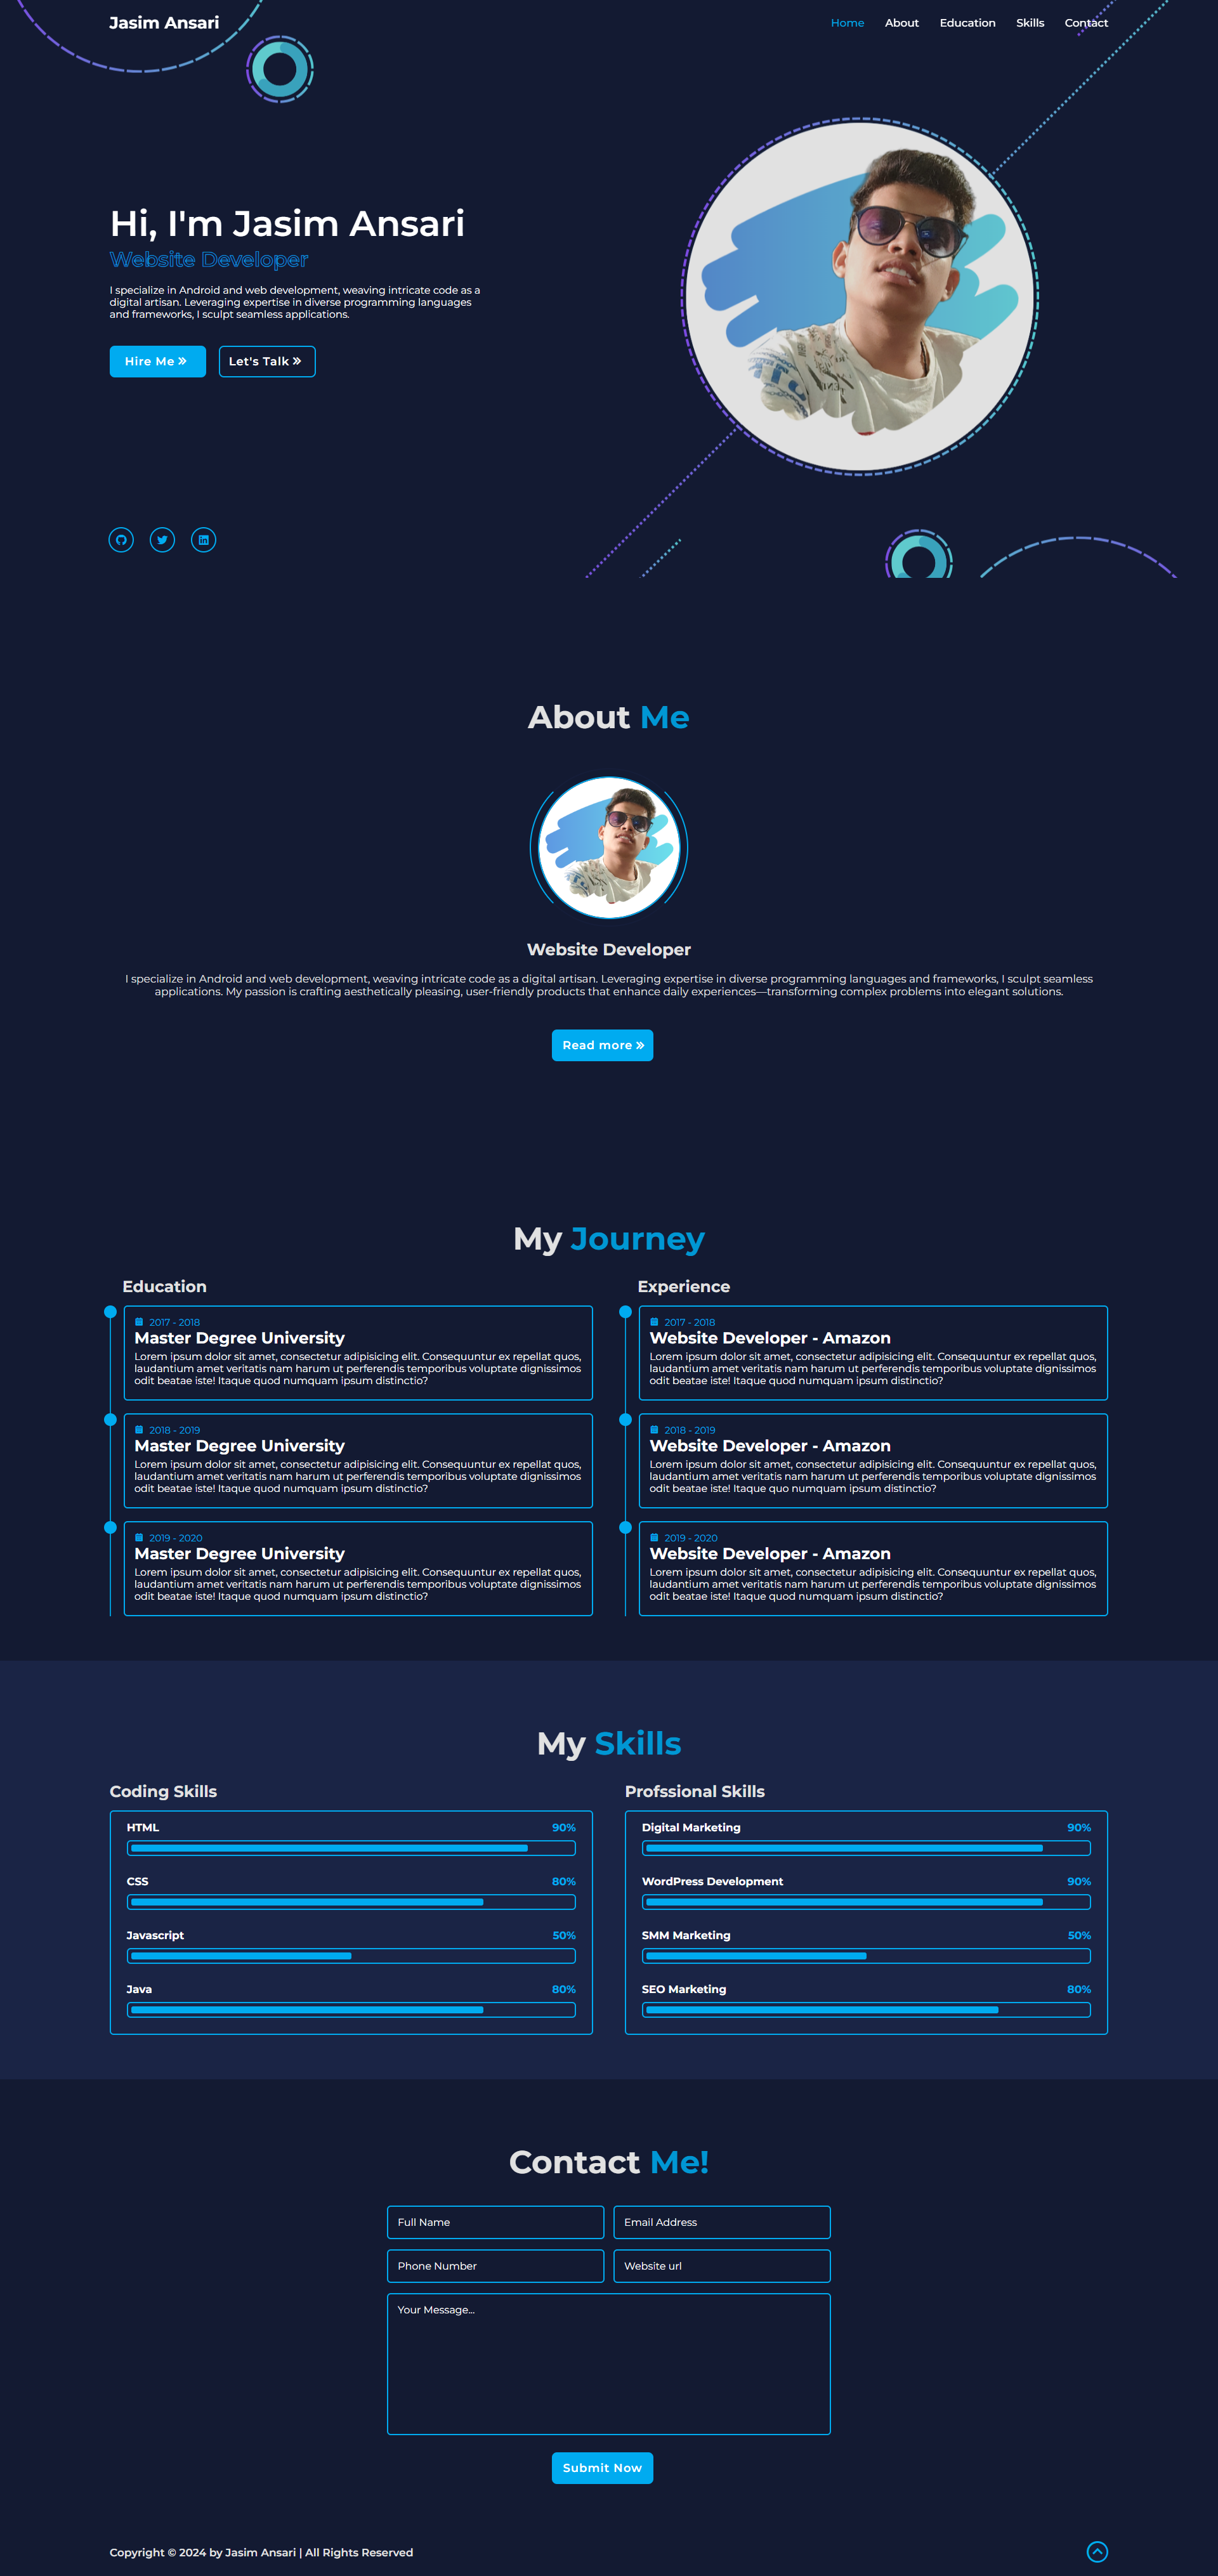 Jasim Ansari
Home About Education Skills Contact
Hi, I'm Jasim Ansari
Website Developer
I specialize in Android and web development, weaving intricate code as a
digital artisan. Leveraging expertise in diverse programming languages
and frameworks, I sculpt seamless applications.
Hire Me Let's Talk
About Me
Website Developer
I specialize in Android and web development, weaving intricate code as a digital artisan. Leveraging expertise in diverse programming languages and frameworks, I sculpt seamless
applications. My passion is crafting aesthetically pleasing, user-friendly products that enhance daily experiences—transforming complex problems into elegant solutions.
Read more
My Journey
Education
2017 - 2018
Master Degree University
Lorem ipsum dolor sit amet, consectetur adipisicing elit. Consequuntur ex repellat quos,
laudantium amet veritatis nam harum ut perferendis temporibus voluptate dignissimos
odit beatae iste! Itaque quod numquam ipsum distinctio?
2018 - 2019
Master Degree University
Lorem ipsum dolor sit amet, consectetur adipisicing elit. Consequuntur ex repellat quos,
laudantium amet veritatis nam harum ut perferendis temporibus voluptate dignissimos
odit beatae iste! Itaque quod numquam ipsum distinctio?
2019 - 2020
Master Degree University
Lorem ipsum dolor sit amet, consectetur adipisicing elit. Consequuntur ex repellat quos,
laudantium amet veritatis nam harum ut perferendis temporibus voluptate dignissimos
odit beatae iste! Itaque quod numquam ipsum distinctio?
Experience
2017 - 2018
Website Developer - Amazon
Lorem ipsum dolor sit amet, consectetur adipisicing elit. Consequuntur ex repellat quos,
laudantium amet veritatis nam harum ut perferendis temporibus voluptate dignissimos
odit beatae iste! Itaque quod numquam ipsum distinctio?
2018 - 2019
Website Developer - Amazon
Lorem ipsum dolor sit amet, consectetur adipisicing elit. Consequuntur ex repellat quos,
laudantium amet veritatis nam harum ut perferendis temporibus voluptate dignissimos
odit beatae iste! Itaque quo numquam ipsum distinctio?
2019 - 2020
Website Developer - Amazon
Lorem ipsum dolor sit amet, consectetur adipisicing elit. Consequuntur ex repellat quos,
laudantium amet veritatis nam harum ut perferendis temporibus voluptate dignissimos
odit beatae iste! Itaque quod numquam ipsum distinctio?
My Skills
Coding Skills
HTML 90%
CSS 80%
Javascript 50%
Java 80%
Profssional Skills
Digital Marketing 90%
WordPress Development 90%
SMM Marketing 50%
SEO Marketing 80%
Contact Me!
Full Name Email Address
Phone Number Website url
Your Message...
Submit Now
Copyright © 2024 by Jasim Ansari | All Rights Reserved